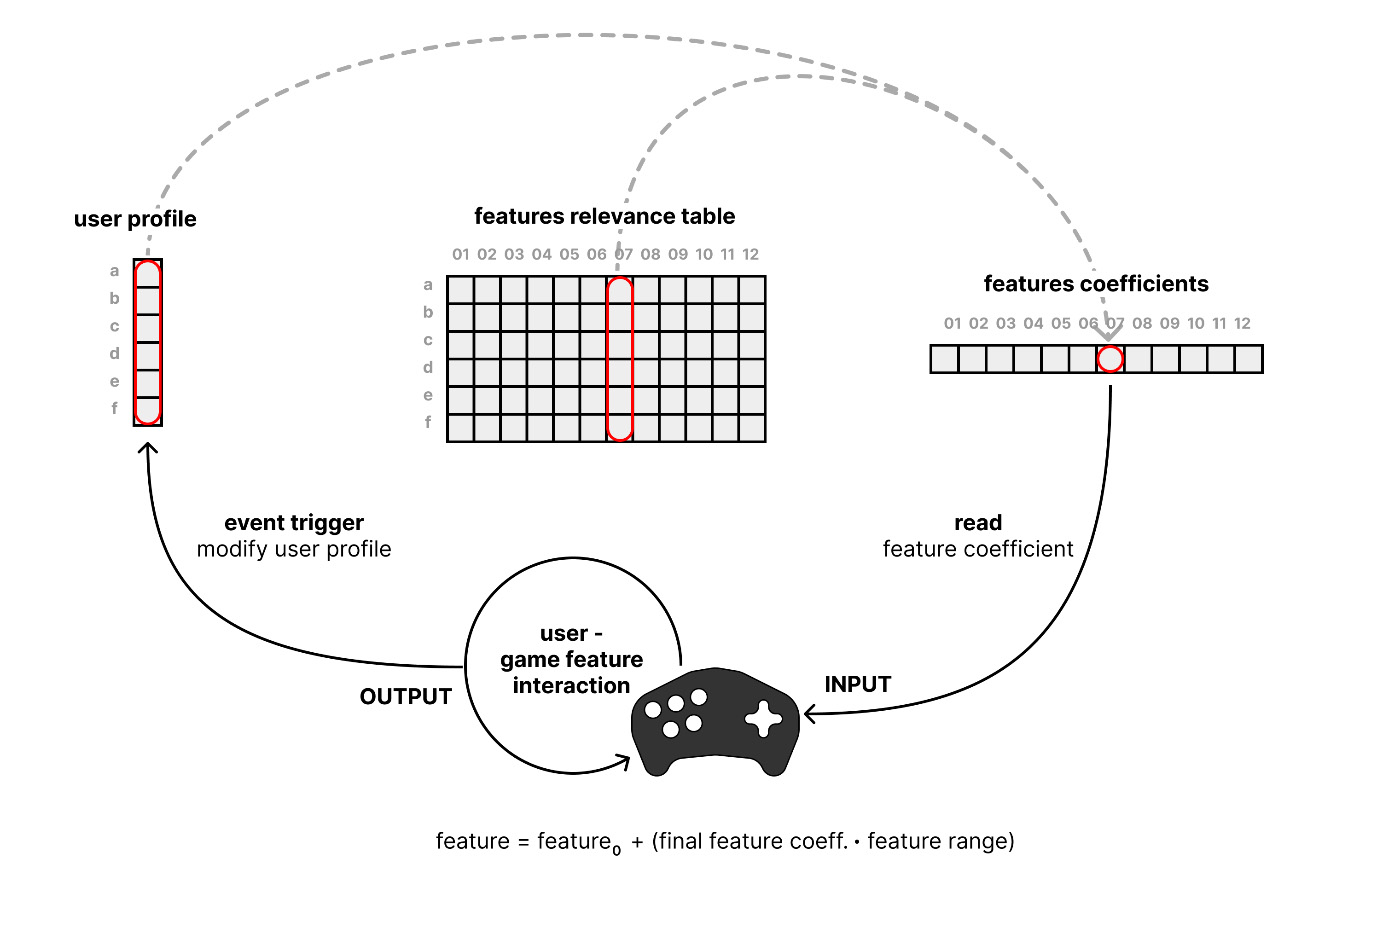 user profile
a
b
c
d
e
f
features relevance table
01 02 03 04 05 06 07 08 09 10 11 12
a
b
c
d
e
f
features coefficients
01 02 03 04 05 06 07 08 09 10 11 12
event trigger
modify user profile
read
feature coefficient
user -
game feature
interaction
OUTPUT
INPUT
feature = feature₀ + (final feature coeff. · feature range)